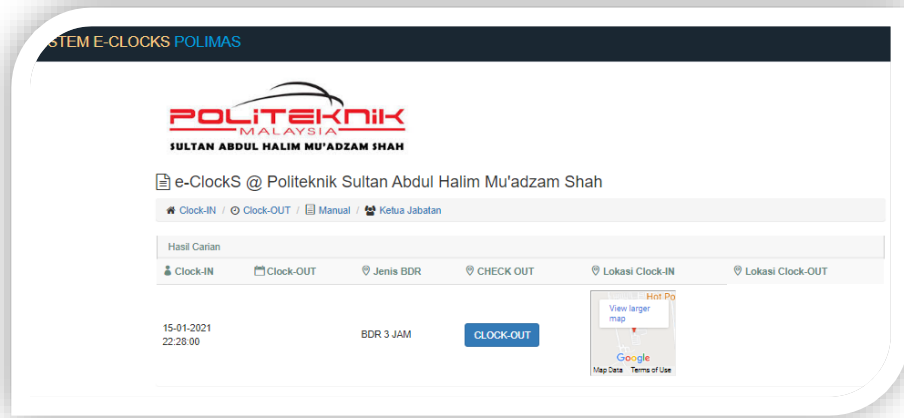 STEM E-CLOCKS POLIMAS
POLITEKNIK
MALAYSIA
SULTAN ABDUL HALIM MU'ADZAM SHAH
e-ClockS @ Politeknik Sultan Abdul Halim Mu'adzam Shah
Clock-IN / Clock-OUT / Manual / Ketua Jabatan
Hasil Carian
Clock-IN Clock-OUT Jenis BDR CHECK OUT Lokasi Clock-IN Lokasi Clock-OUT
Hot Po
View larger
map
15-01-2021
22:28:00
BDR 3 JAM
CLOCK-OUT
Google
Map Data Terms of Use